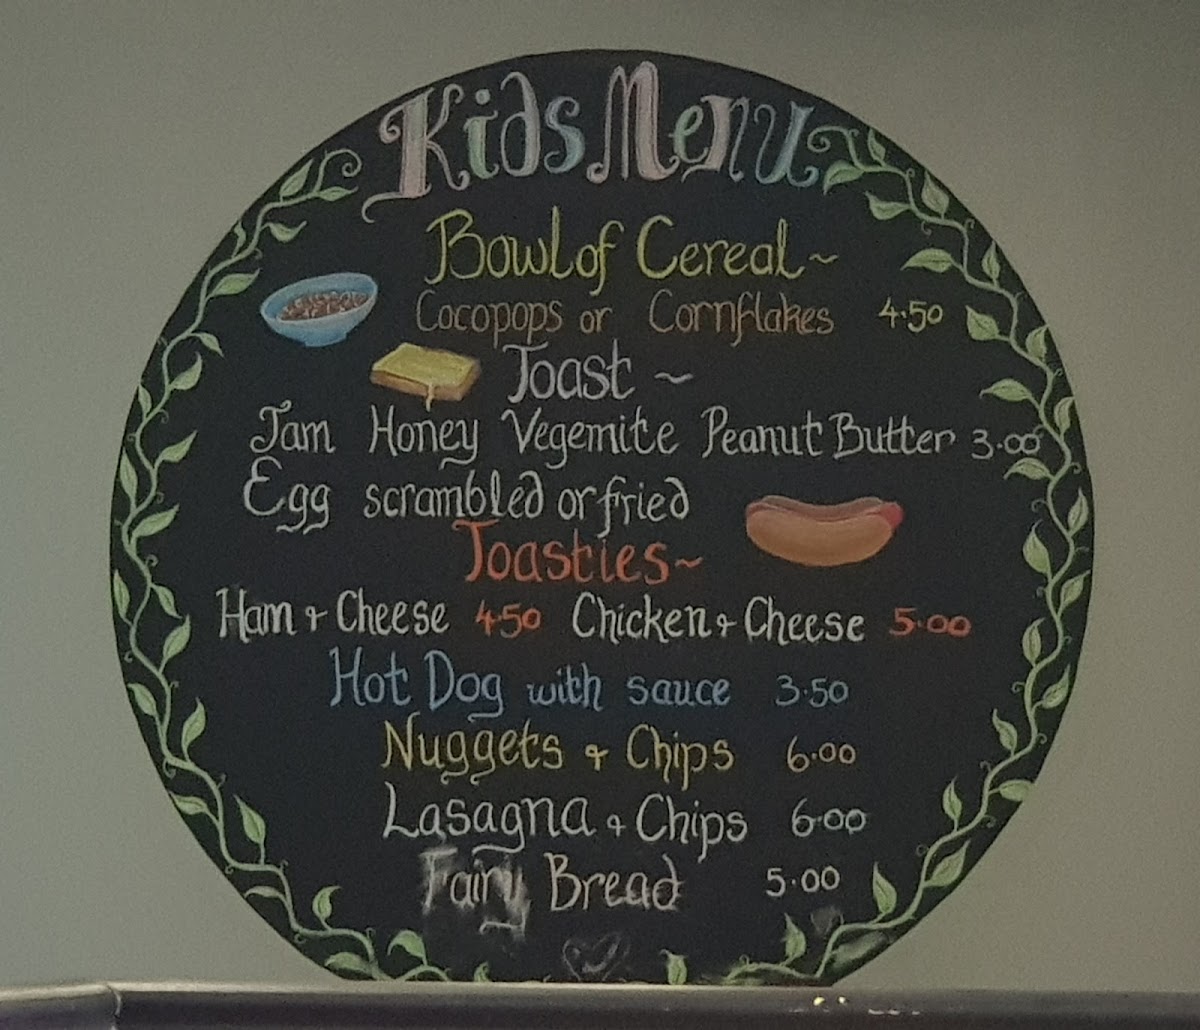 Kids Menu
Bowl of Cereal ~
Cocopops or Cornflakes 4.50
Toast ~
Jam Honey Vegemite Peanut Butter 3.00
Egg scrambled or fried
Toasties ~
Ham + Cheese 4.50 Chicken + Cheese 5.00
Hot Dog with sauce 3.50
Nuggets + Chips 6.00
Lasagna + Chips 6.00
Fairy Bread 5.00